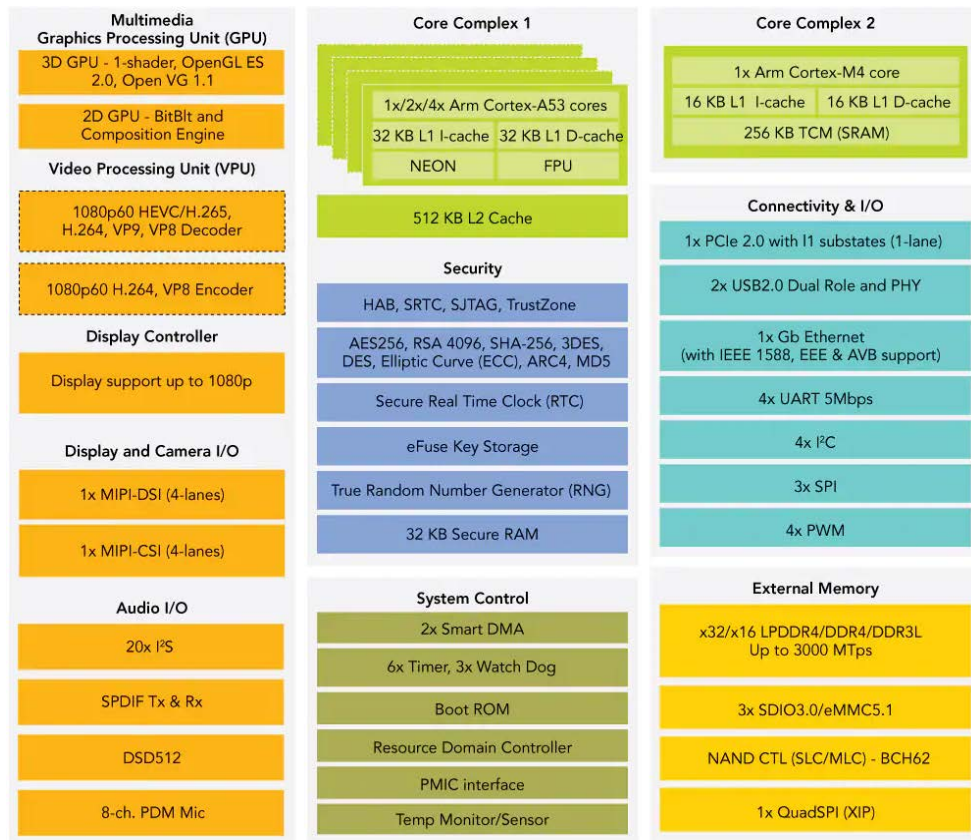 Multimedia
Graphics Processing Unit (GPU)
3D GPU - 1-shader, OpenGL ES
2.0, Open VG 1.1
2D GPU - BitBlt and
Composition Engine
Video Processing Unit (VPU)
1080p60 HEVC/H.265,
H.264, VP9, VP8 Decoder
1080p60 H.264, VP8 Encoder
Display Controller
Display support up to 1080p
Display and Camera I/O
1x MIPI-DSI (4-lanes)
1x MIPI-CSI (4-lanes)
Audio I/O
20x I²S
SPDIF Tx & Rx
DSD512
8-ch. PDM Mic
Core Complex 1
1x/2x/4x Arm Cortex-A53 cores
32 KB L1 I-cache
32 KB L1 D-cache
NEON
FPU
512 KB L2 Cache
Security
HAB, SRTC, SJTAG, TrustZone
AES256, RSA 4096, SHA-256, 3DES,
DES, Elliptic Curve (ECC), ARC4, MD5
Secure Real Time Clock (RTC)
eFuse Key Storage
True Random Number Generator (RNG)
32 KB Secure RAM
System Control
2x Smart DMA
6x Timer, 3x Watch Dog
Boot ROM
Resource Domain Controller
PMIC interface
Temp Monitor/Sensor
Core Complex 2
1x Arm Cortex-M4 core
16 KB L1 I-cache
16 KB L1 D-cache
256 KB TCM (SRAM)
Connectivity & I/O
1x PCIe 2.0 with l1 substates (1-lane)
2x USB2.0 Dual Role and PHY
1x Gb Ethernet
(with IEEE 1588, EEE & AVB support)
4x UART 5Mbps
4x I²C
3x SPI
4x PWM
External Memory
x32/x16 LPDDR4/DDR4/DDR3L
Up to 3000 MTps
3x SDIO3.0/eMMC5.1
NAND CTL (SLC/MLC) - BCH62
1x QuadSPI (XIP)